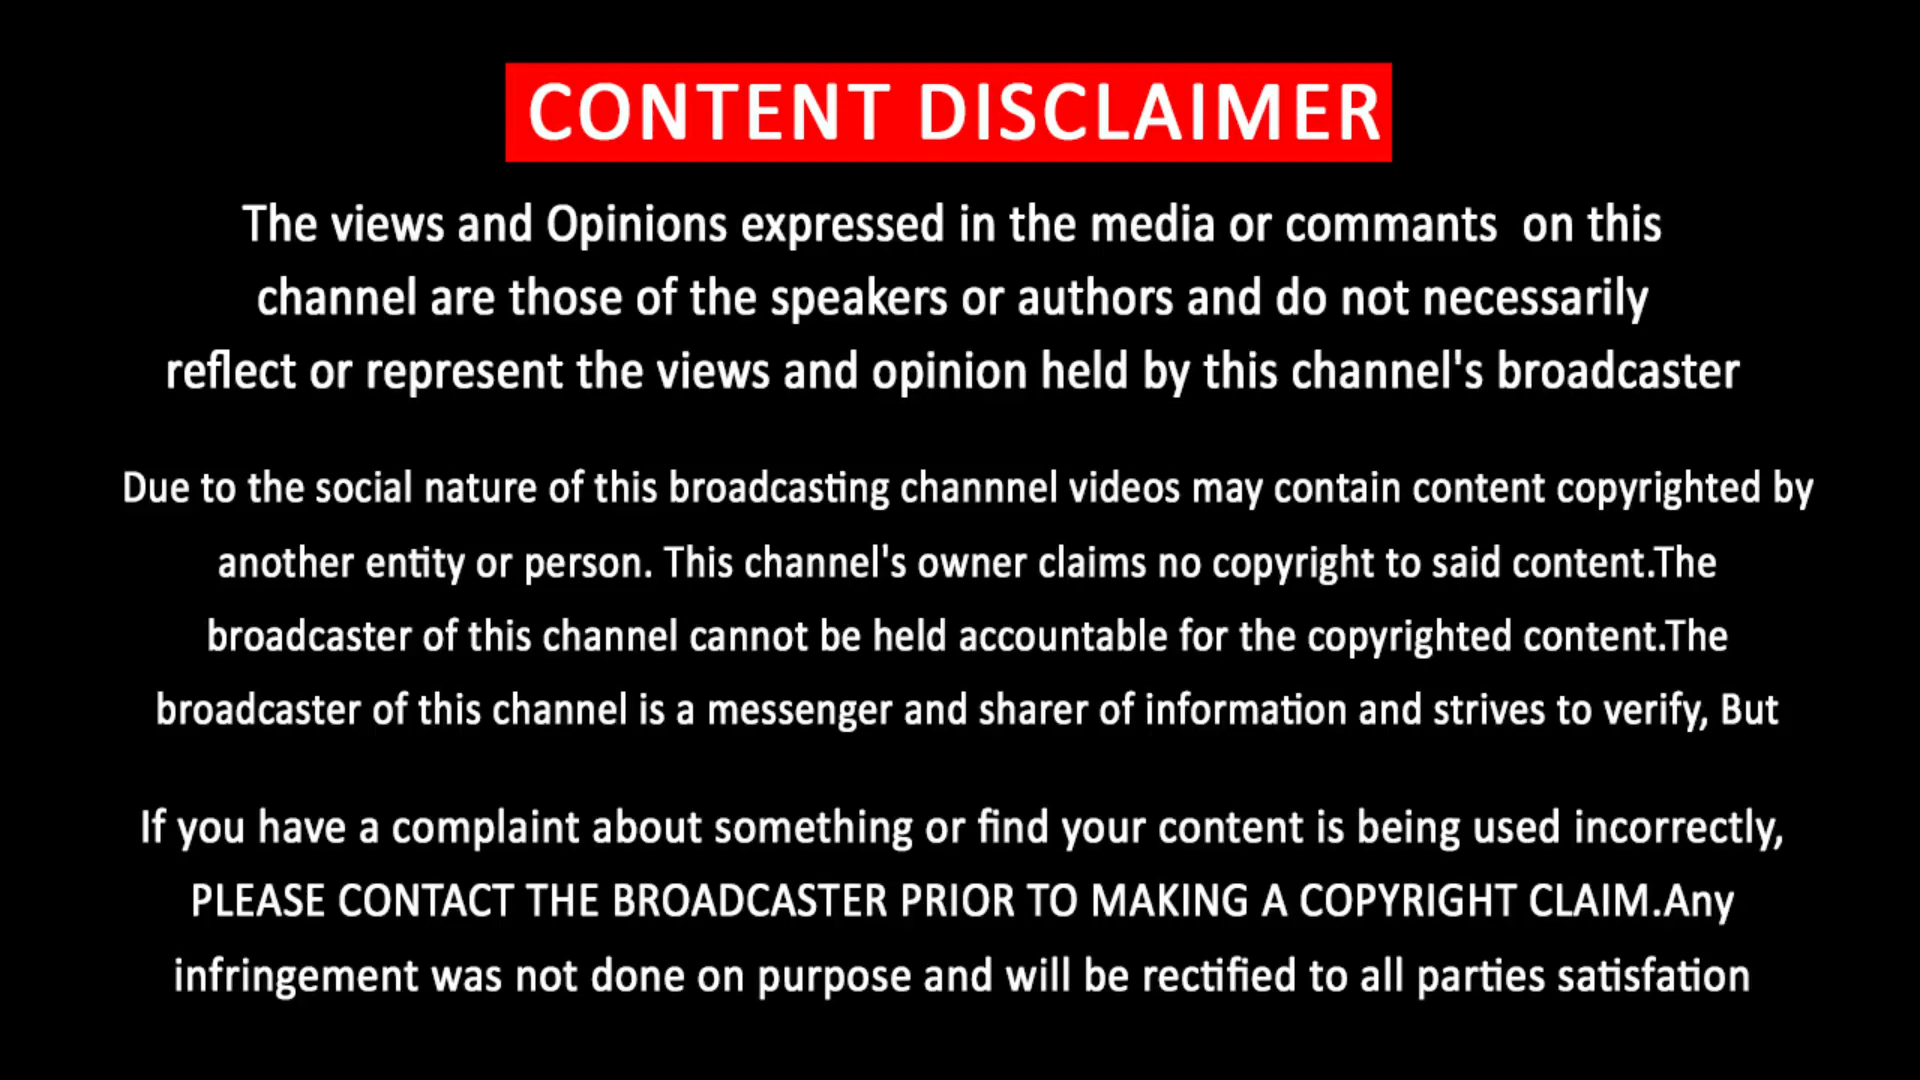 CONTENT DISCLAIMER
The views and Opinions expressed in the media or commants on this
channel are those of the speakers or authors and do not necessarily
reflect or represent the views and opinion held by this channel's broadcaster
Due to the social nature of this broadcasting channnel videos may contain content copyrighted by
another entity or person. This channel's owner claims no copyright to said content.The
broadcaster of this channel cannot be held accountable for the copyrighted content.The
broadcaster of this channel is a messenger and sharer of information and strives to verify, But
If you have a complaint about something or find your content is being used incorrectly,
PLEASE CONTACT THE BROADCASTER PRIOR TO MAKING A COPYRIGHT CLAIM.Any
infringement was not done on purpose and will be rectified to all parties satisfation